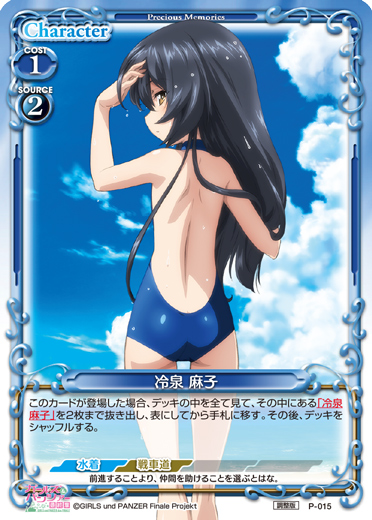 Precious Memories
Character
COST
1
SOURCE
2
冷泉 麻子
このカードが登場した場合、デッキの中を全て見て、その中にある「冷泉
麻子」を2枚まで抜き出し、表にしてから手札に移す。その後、デッキを
シャッフルする。
水着 戦車道
前進することより、仲間を助けることを選ぶとはな。
©GIRLS und PANZER Finale Projekt 調整版 P-015